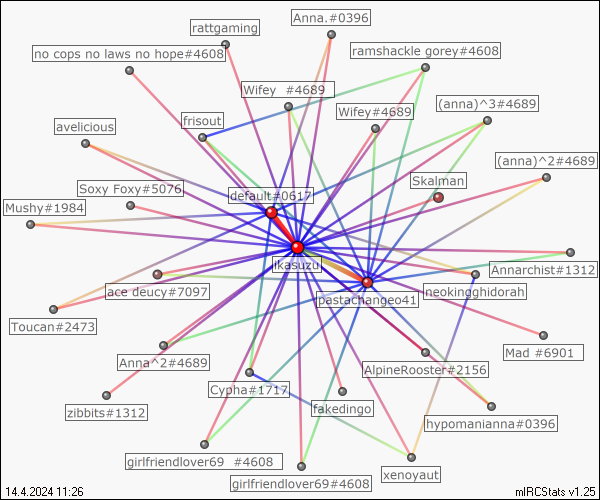 Anna.#0396
rattgaming
no cops no laws no hope#4608
ramshackle gorey#4608
Wifey  #4689
(anna)^3#4689
Wifey#4689
frisout
avelicious
(anna)^2#4689
Skalman
Soxy Foxy#5076
default#0617
Mushy#1984
ikasuzu
Annarchist#1312
ace deucy#7097
pastachangeo41
neokingghidorah
Toucan#2473
Mad #6901
Anna^2#4689
AlpineRooster#2156
Cypha#1717
zibbits#1312
fakedingo
hypomanianna#0396
girlfriendlover69  #4608
xenoyaut
girlfriendlover69#4608
14.4.2024 11:26
mIRCStats v1.25